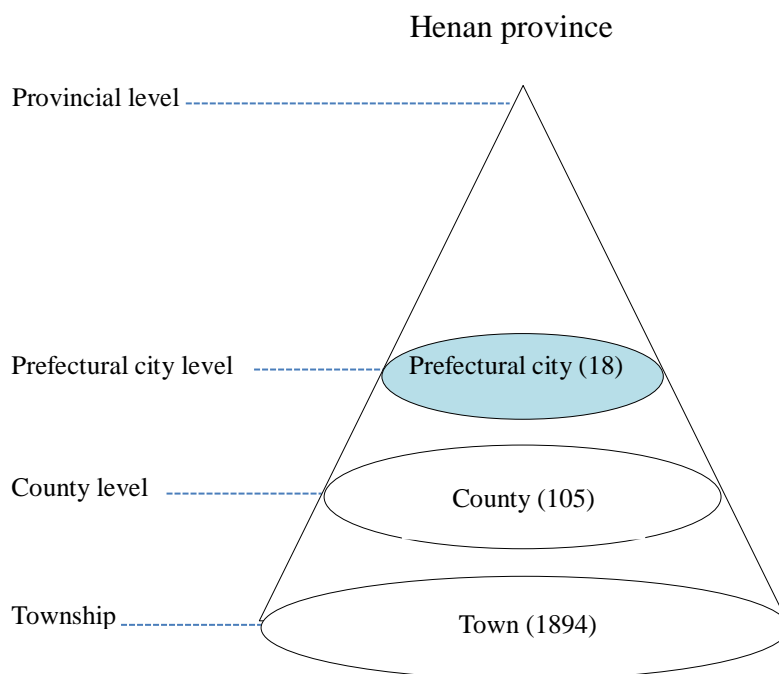 Henan province
Provincial level
Prefectural city level
Prefectural city (18)
County level
County (105)
Township
Town (1894)